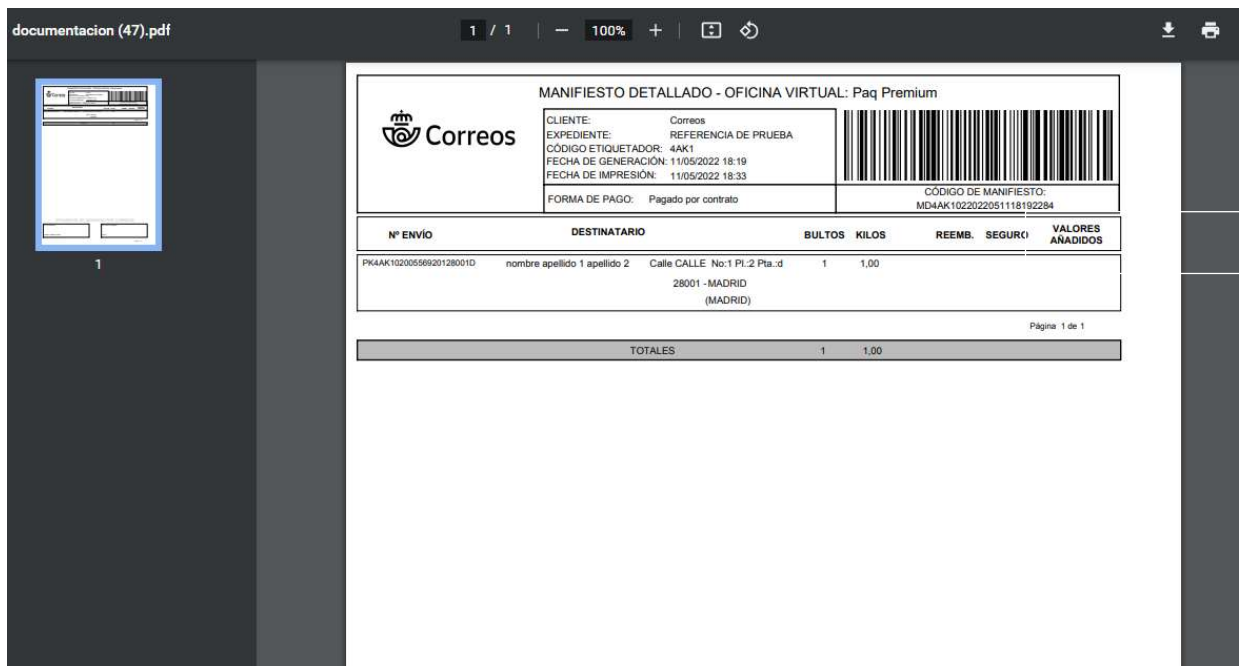 documentacion (47).pdf
1 / 1
100%
1
MANIFIESTO DETALLADO - OFICINA VIRTUAL: Paq Premium
Correos
CLIENTE: Correos
EXPEDIENTE: REFERENCIA DE PRUEBA
CÓDIGO ETIQUETADOR: 4AK1
FECHA DE GENERACIÓN: 11/05/2022 18:19
FECHA DE IMPRESIÓN: 11/05/2022 18:33
FORMA DE PAGO: Pagado por contrato
CÓDIGO DE MANIFIESTO:
MD4AK1022022051118192284
Nº ENVÍO DESTINATARIO BULTOS KILOS REEMB. SEGURO VALORES AÑADIDOS
PK4AK10200556920128001D nombre apellido 1 apellido 2 Calle CALLE No:1 Pl.:2 Pta.:d 1 1,00
28001 - MADRID
(MADRID)
Página 1 de 1
TOTALES 1 1,00